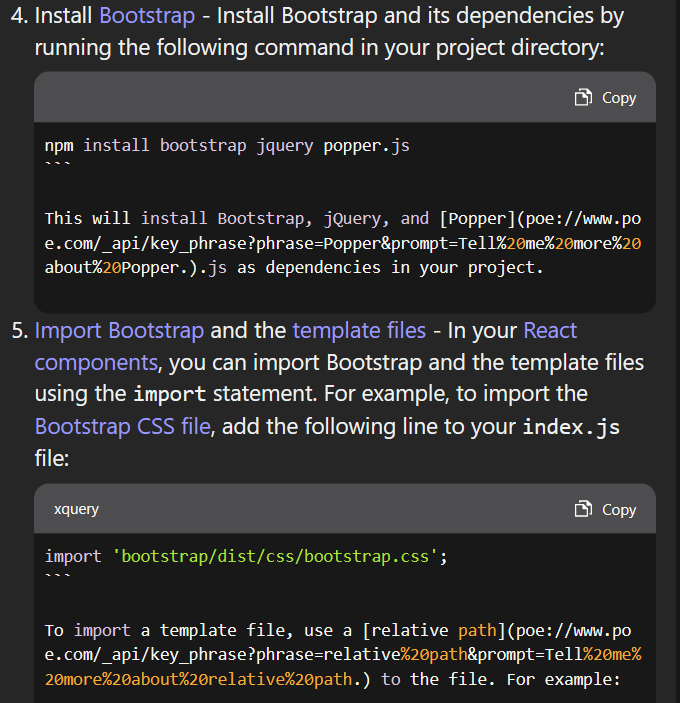 4. Install Bootstrap - Install Bootstrap and its dependencies by
running the following command in your project directory:
Copy
npm install bootstrap jquery popper.js
```
This will install Bootstrap, jQuery, and [Popper](poe://www.po
e.com/_api/key_phrase?phrase=Popper&prompt=Tell%20me%20more%20
about%20Popper.).js as dependencies in your project.
5. Import Bootstrap and the template files - In your React
components, you can import Bootstrap and the template files
using the import statement. For example, to import the
Bootstrap CSS file, add the following line to your index.js
file:
xquery Copy
import 'bootstrap/dist/css/bootstrap.css';
```
To import a template file, use a [relative path](poe://www.po
e.com/_api/key_phrase?phrase=relative%20path&prompt=Tell%20me%
20more%20about%20relative%20path.) to the file. For example: